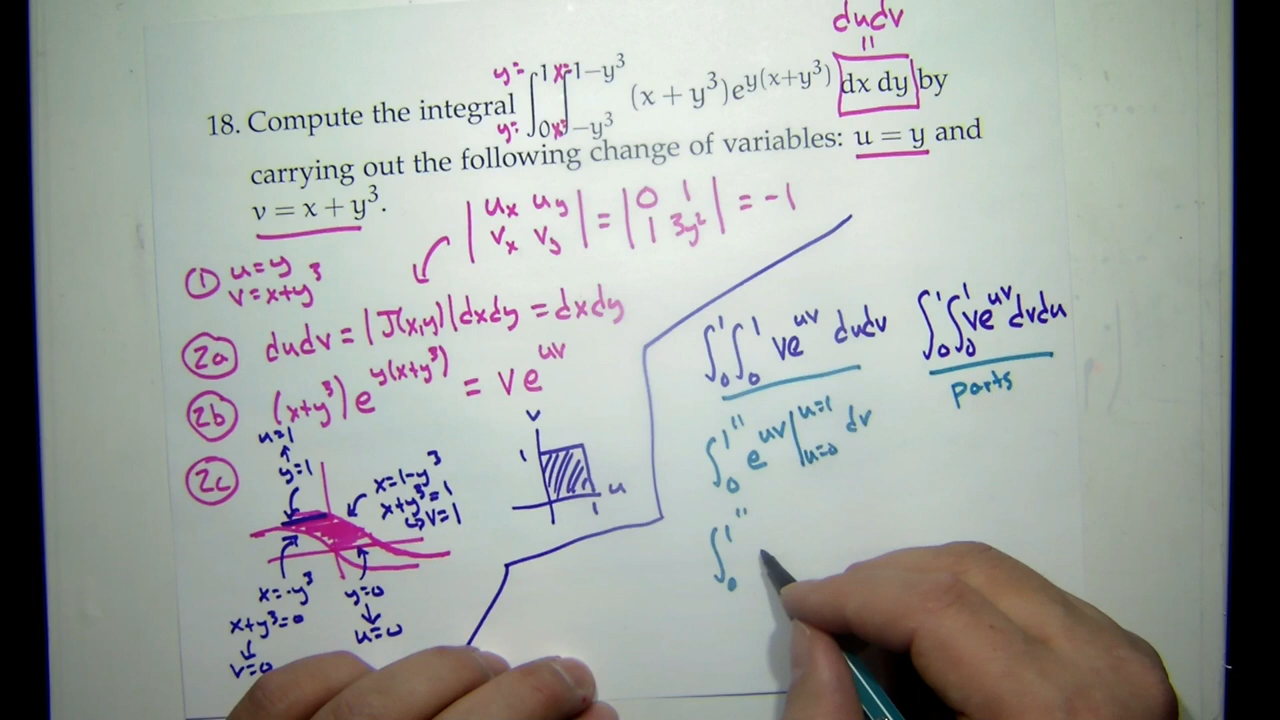 dudv
=
18. Compute the integral y= ∫₀¹ y= x= ∫₋y³ 1−y³ x= (x + y³)e^{y(x+y³)} dx dy by
carrying out the following change of variables: u = y and
v = x + y³.
| uₓ u_y | = | 0 1 | = −1
| vₓ v_y | | 1 3y² |
① u=y
v=x+y³
2a dudv = |J(x,y)|dxdy = dxdy
2b (x+y³)e^{y(x+y³)} = ve^{uv}
2c
u=1
↑
y=1
x=1−y³
x+y³=1
↪v=1
x=−y³
x+y³=0
↓
v=0
y=0
↓
u=0
v
1
u
1
∫₀¹∫₀¹ ve^{uv} dudv
∫₀¹∫₀¹ ve^{uv} dvdu
parts
=
∫₀¹ e^{uv}|_{u=0}^{u=1} dv
=
∫₀¹